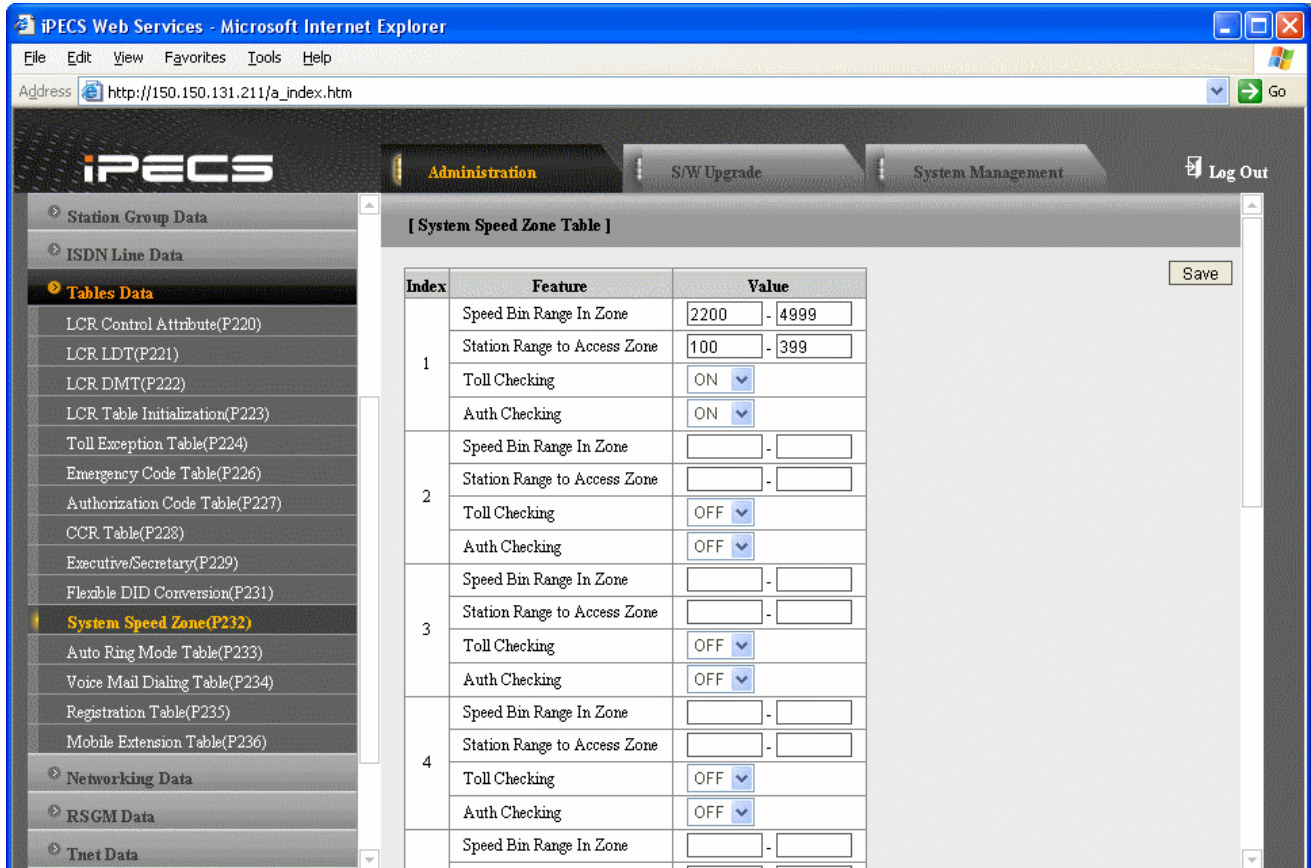 iPECS Web Services - Microsoft Internet Explorer
File Edit View Favorites Tools Help
Address http://150.150.131.211/a_index.htm Go
iPECS
Administration S/W Upgrade System Management Log Out
Station Group Data
ISDN Line Data
Tables Data
LCR Control Attribute(P220)
LCR LDT(P221)
LCR DMT(P222)
LCR Table Initialization(P223)
Toll Exception Table(P224)
Emergency Code Table(P226)
Authorization Code Table(P227)
CCR Table(P228)
Executive/Secretary(P229)
Flexible DID Conversion(P231)
System Speed Zone(P232)
Auto Ring Mode Table(P233)
Voice Mail Dialing Table(P234)
Registration Table(P235)
Mobile Extension Table(P236)
Networking Data
RSGM Data
Tnet Data
[ System Speed Zone Table ]
Save
Index Feature Value
1
Speed Bin Range In Zone 2200 - 4999
Station Range to Access Zone 100 - 399
Toll Checking ON
Auth Checking ON
2
Speed Bin Range In Zone -
Station Range to Access Zone -
Toll Checking OFF
Auth Checking OFF
3
Speed Bin Range In Zone -
Station Range to Access Zone -
Toll Checking OFF
Auth Checking OFF
4
Speed Bin Range In Zone -
Station Range to Access Zone -
Toll Checking OFF
Auth Checking OFF
Speed Bin Range In Zone -